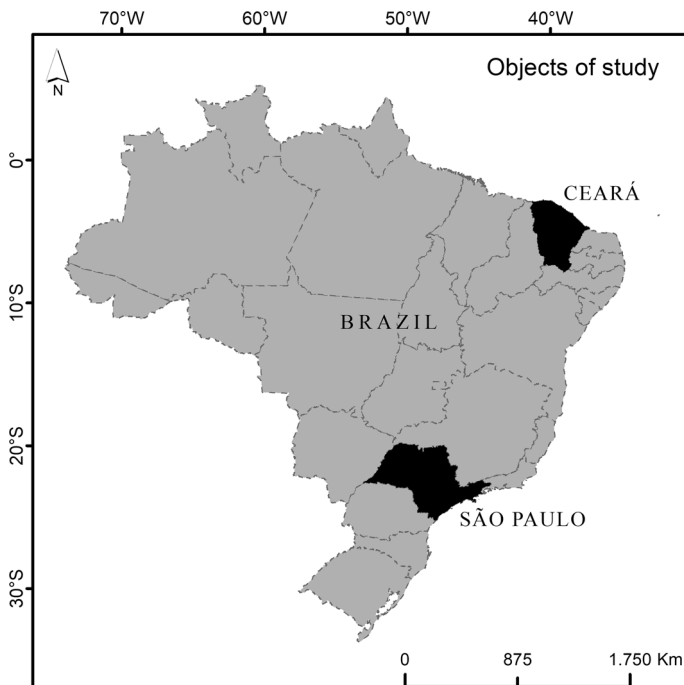 70°W 60°W 50°W 40°W
N
Objects of study
0°
CEARÁ
10°S
BRAZIL
20°S
SÃO PAULO
30°S
0 875 1.750 Km